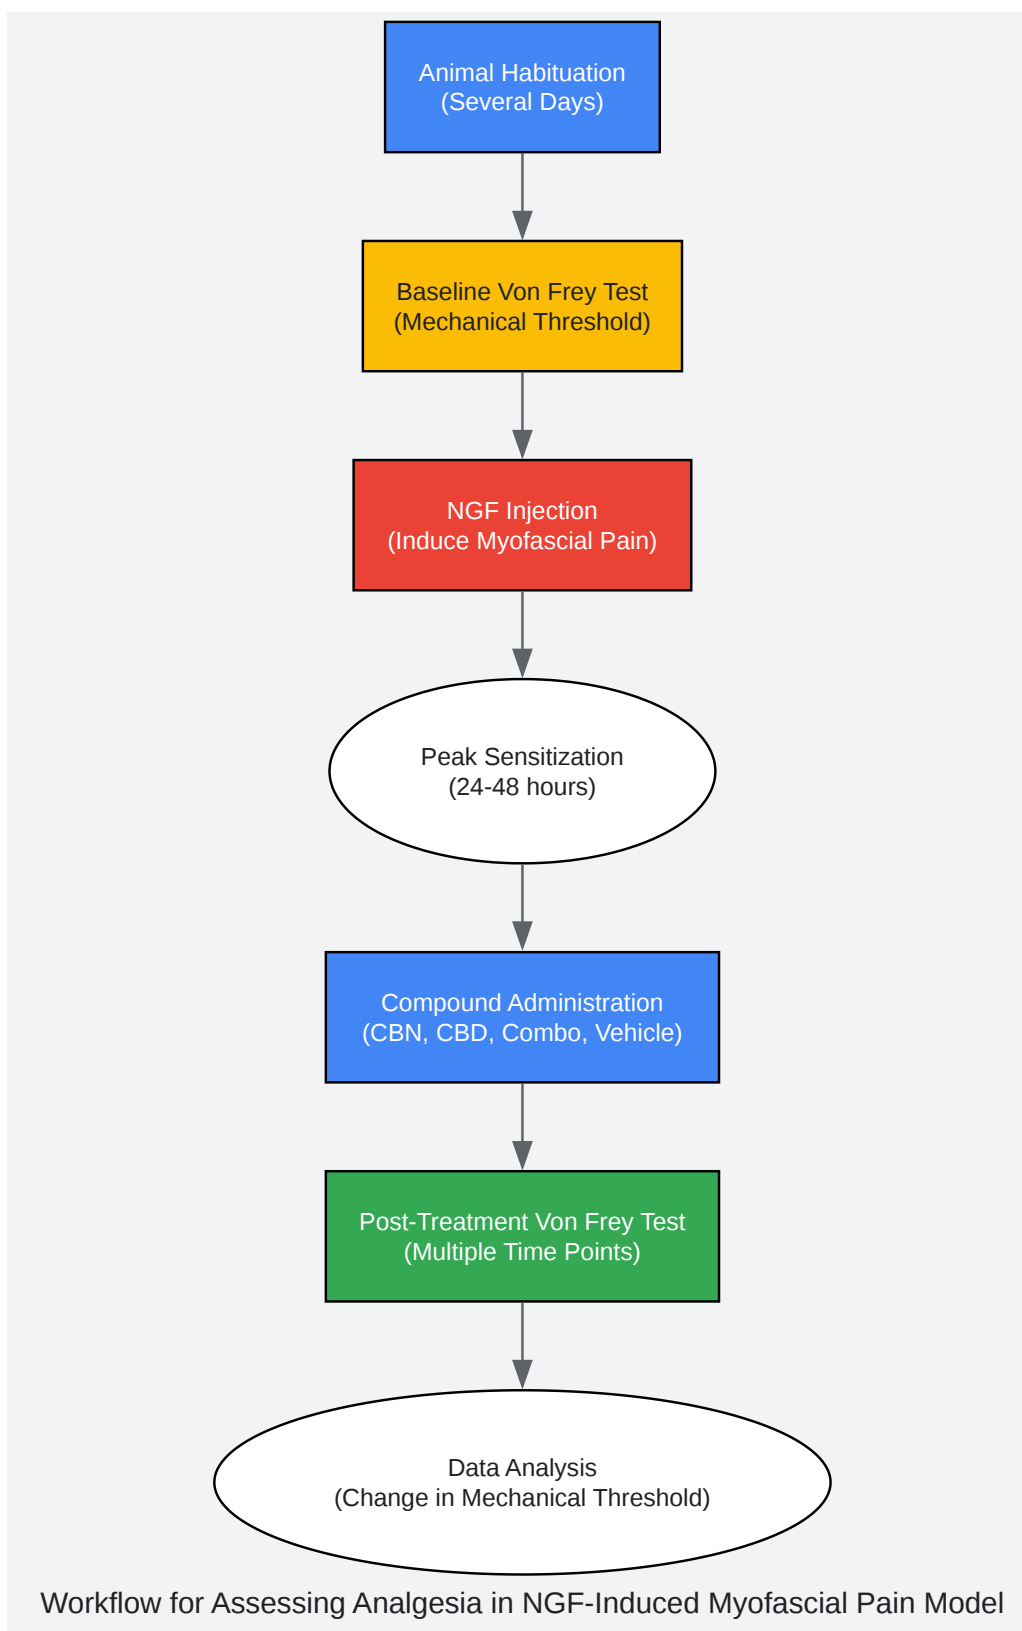 Animal Habituation
(Several Days)
Baseline Von Frey Test
(Mechanical Threshold)
NGF Injection
(Induce Myofascial Pain)
Peak Sensitization
(24-48 hours)
Compound Administration
(CBN, CBD, Combo, Vehicle)
Post-Treatment Von Frey Test
(Multiple Time Points)
Data Analysis
(Change in Mechanical Threshold)
Workflow for Assessing Analgesia in NGF-Induced Myofascial Pain Model